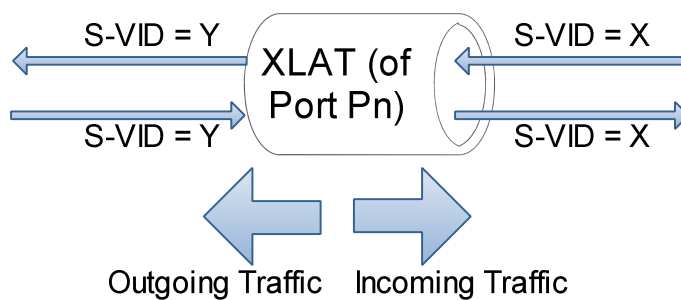 S-VID = Y
S-VID = X
XLAT (of
Port Pn)
S-VID = Y
S-VID = X
Outgoing Traffic
Incoming Traffic